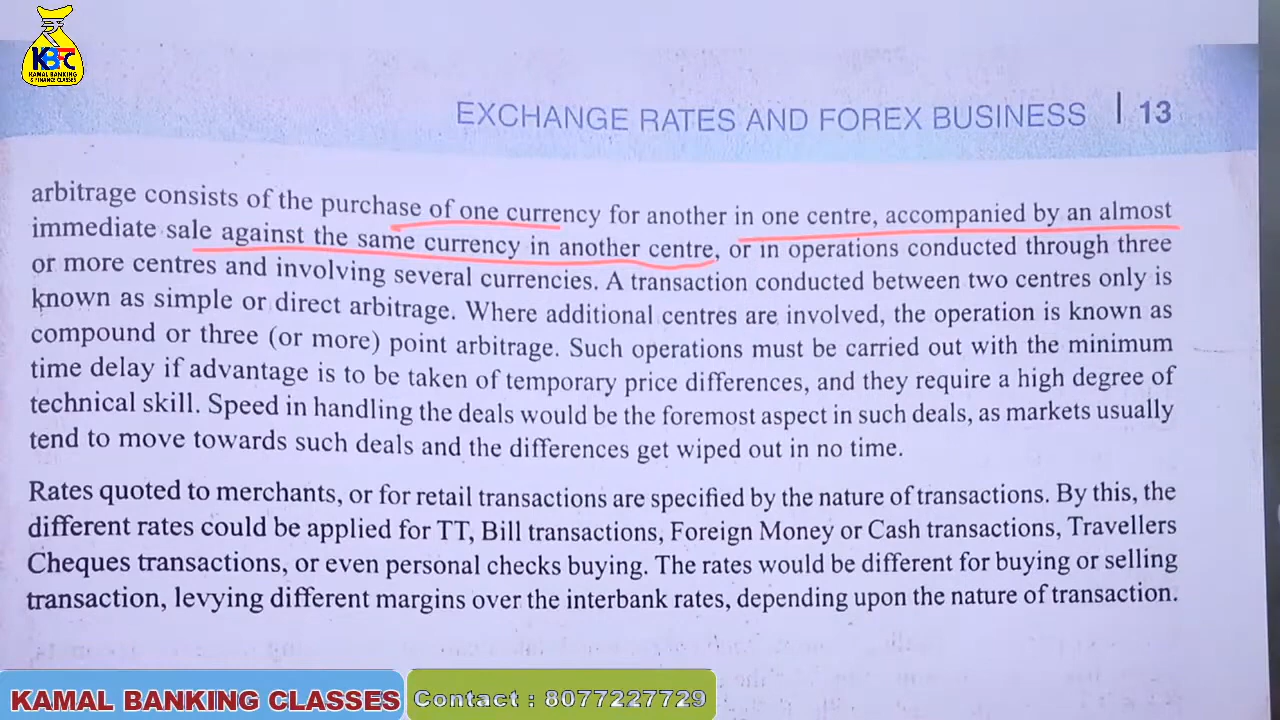 KBFC
KAMAL BANKING
& FINANCE CLASSES
EXCHANGE RATES AND FOREX BUSINESS | 13
arbitrage consists of the purchase of one currency for another in one centre, accompanied by an almost
immediate sale against the same currency in another centre, or in operations conducted through three
or more centres and involving several currencies. A transaction conducted between two centres only is
known as simple or direct arbitrage. Where additional centres are involved, the operation is known as
compound or three (or more) point arbitrage. Such operations must be carried out with the minimum
time delay if advantage is to be taken of temporary price differences, and they require a high degree of
technical skill. Speed in handling the deals would be the foremost aspect in such deals, as markets usually
tend to move towards such deals and the differences get wiped out in no time.
Rates quoted to merchants, or for retail transactions are specified by the nature of transactions. By this, the
different rates could be applied for TT, Bill transactions, Foreign Money or Cash transactions, Travellers
Cheques transactions, or even personal checks buying. The rates would be different for buying or selling
transaction, levying different margins over the interbank rates, depending upon the nature of transaction.
KAMAL BANKING CLASSES
Contact : 8077227729